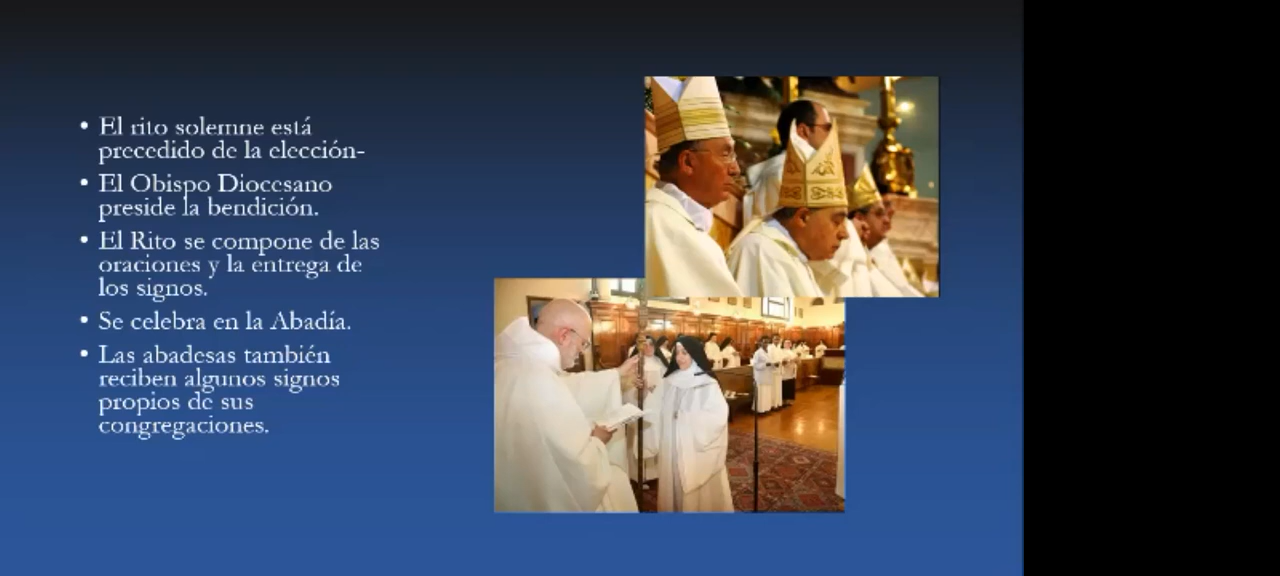 • El rito solemne está
precedido de la elección-
• El Obispo Diocesano
preside la bendición.
• El Rito se compone de las
oraciones y la entrega de
los signos.
• Se celebra en la Abadía.
• Las abadesas también
reciben algunos signos
propios de sus
congregaciones.